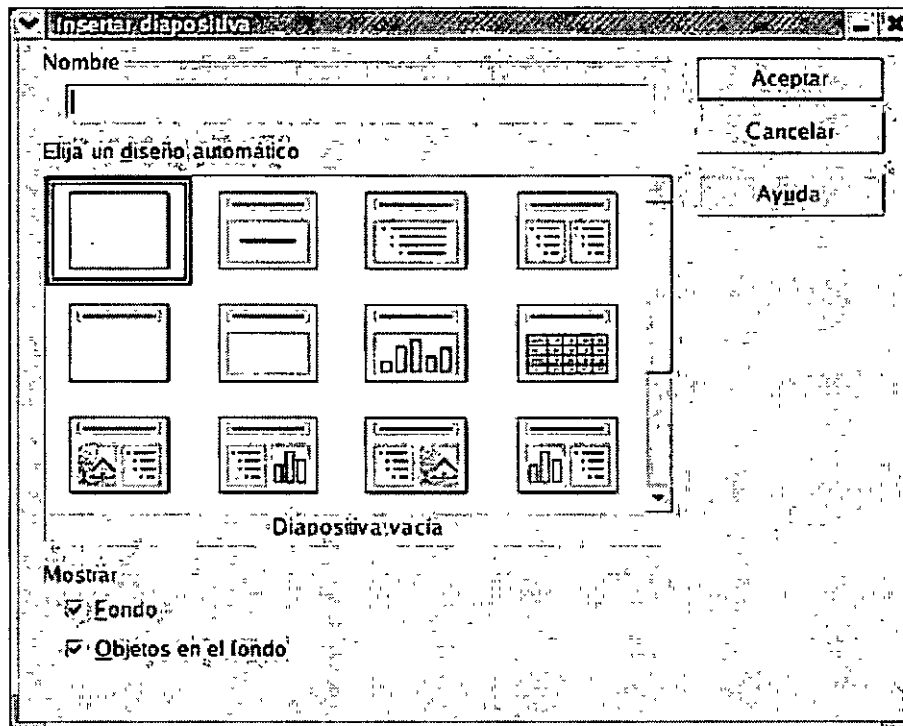 Insertar diapositiva
Nombre
Aceptar
Cancelar
Elija un diseño automático
Ayuda
Diapositiva vacía
Mostrar
Fondo
Objetos en el fondo